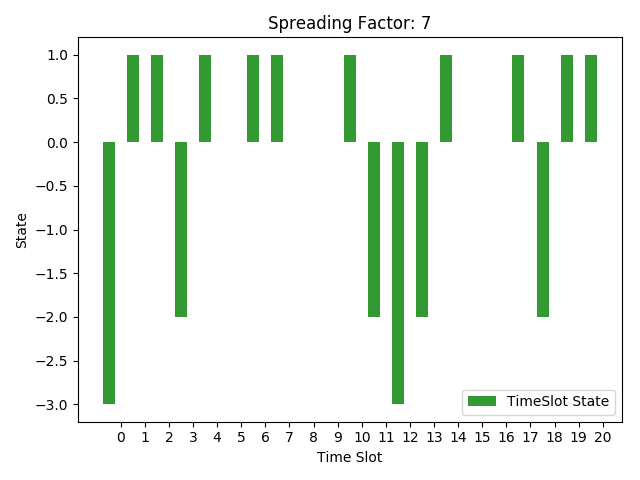 Spreading Factor: 7
1.0
0.5
0.0
−0.5
−1.0
−1.5
−2.0
−2.5
−3.0
State
0 1 2 3 4 5 6 7 8 9 10 11 12 13 14 15 16 17 18 19 20
Time Slot
TimeSlot State